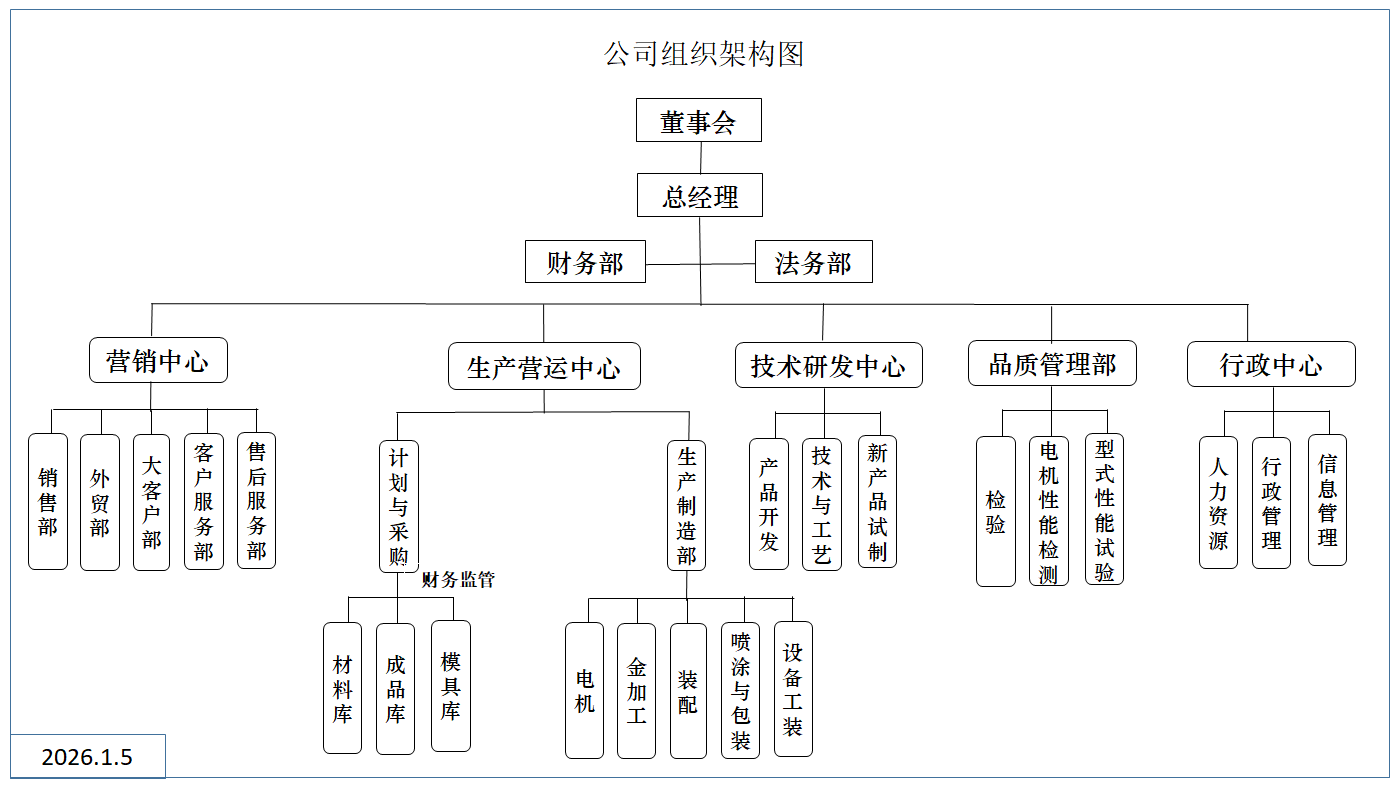 公司组织架构图
董事会
总经理
财务部
法务部
营销中心
生产营运中心
技术研发中心
品质管理部
行政中心
销售部
外贸部
大客户部
客户服务部
售后服务部
计划与采购
生产制造部
产品开发
技术与工艺
新产品试制
检验
电机性能检测
型式性能试验
人力资源
行政管理
信息管理
财务监管
材料库
成品库
模具库
电机
金加工
装配
喷涂与包装
设备工装
2026.1.5